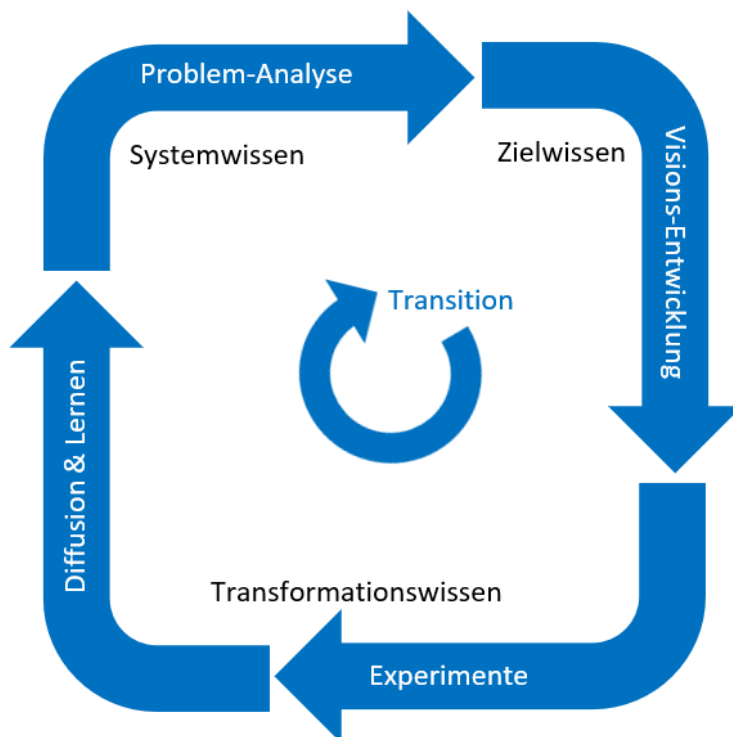 Problem-Analyse
Systemwissen
Zielwissen
Visions-Entwicklung
Transition
Transformationswissen
Experimente
Diffusion & Lernen